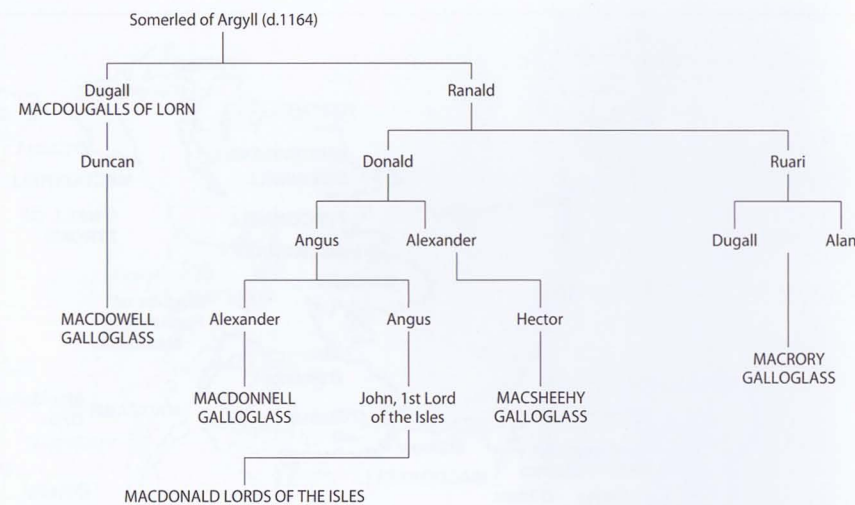 Somerled of Argyll (d.1164)
Dugall
MACDOUGALLS OF LORN
Ranald
Duncan
Donald
Ruari
Angus
Alexander
Dugall
Alan
MACDOWELL
GALLOGLASS
Alexander
Angus
Hector
MACRORY
GALLOGLASS
MACDONNELL
GALLOGLASS
John, 1st Lord
of the Isles
MACSHEEHY
GALLOGLASS
MACDONALD LORDS OF THE ISLES